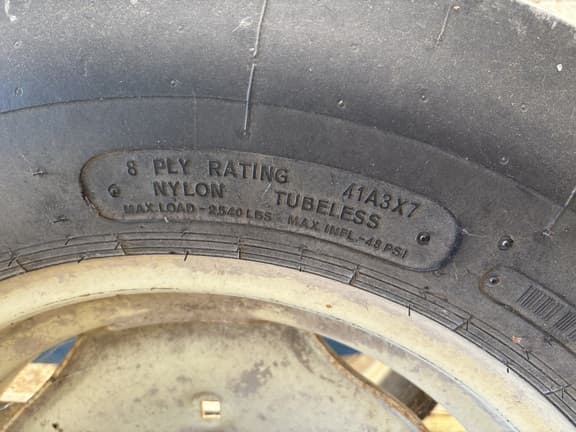 8 PLY RATING 41A3X7
NYLON TUBELESS
MAX.LOAD-2540 LBS MAX INFL.-48 PSI